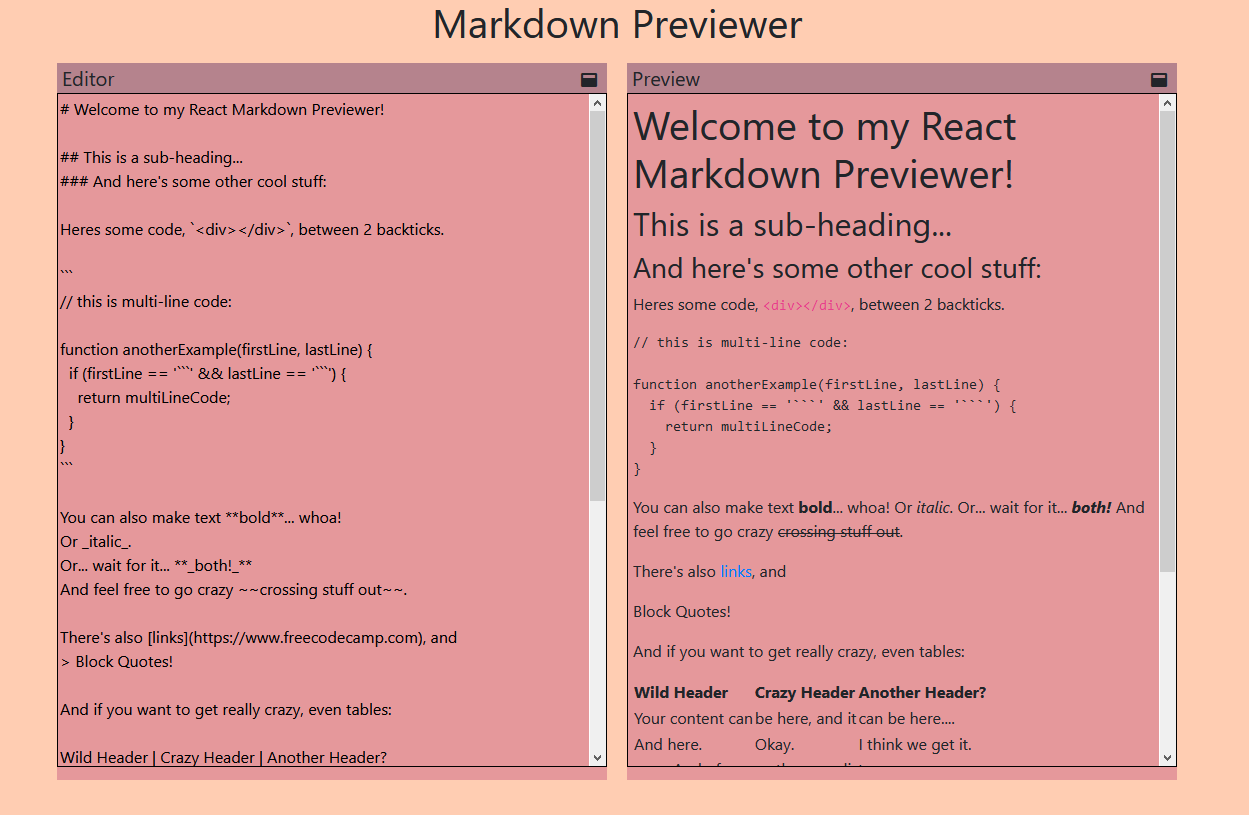 Markdown Previewer
Editor
# Welcome to my React Markdown Previewer!
## This is a sub-heading...
### And here's some other cool stuff:
Heres some code, `<div></div>`, between 2 backticks.
```
// this is multi-line code:
function anotherExample(firstLine, lastLine) {
  if (firstLine == '```' && lastLine == '```') {
    return multiLineCode;
  }
}
```
You can also make text **bold**... whoa!
Or _italic_.
Or... wait for it... **_both!_**
And feel free to go crazy ~~crossing stuff out~~.
There's also [links](https://www.freecodecamp.com), and
> Block Quotes!
And if you want to get really crazy, even tables:
Wild Header | Crazy Header | Another Header?
Preview
Welcome to my React
Markdown Previewer!
This is a sub-heading...
And here's some other cool stuff:
Heres some code, <div></div>, between 2 backticks.
// this is multi-line code:
function anotherExample(firstLine, lastLine) {
  if (firstLine == '```' && lastLine == '```') {
    return multiLineCode;
  }
}
You can also make text bold... whoa! Or italic. Or... wait for it... both! And
feel free to go crazy crossing stuff out.
There's also links, and
Block Quotes!
And if you want to get really crazy, even tables:
Wild Header Crazy Header Another Header?
Your content can be here, and it can be here....
And here. Okay. I think we get it.